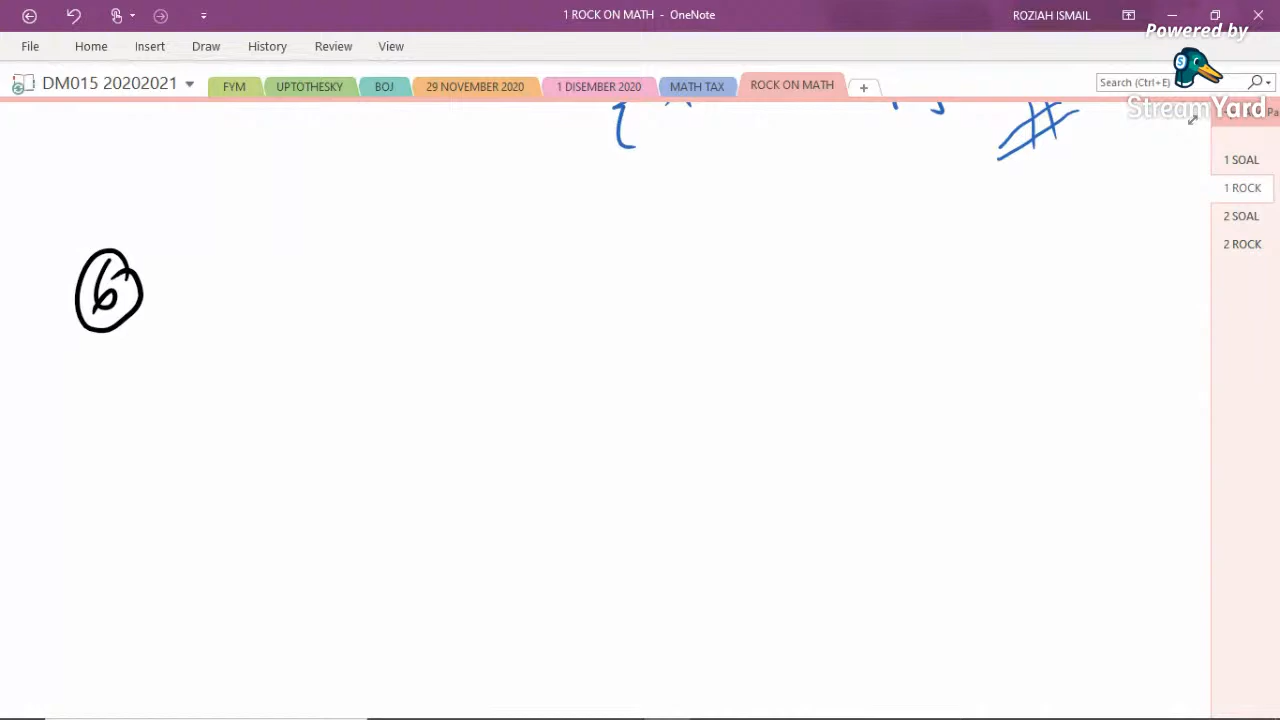 1 ROCK ON MATH - OneNote
ROZIAH ISMAIL
Powered by
File Home Insert Draw History Review View
DM015 20202021
FYM UPTOTHESKY BOJ 29 NOVEMBER 2020 1 DISEMBER 2020 MATH TAX ROCK ON MATH +
Search (Ctrl+E)
StreamYard
1 SOAL
1 ROCK
2 SOAL
2 ROCK
6